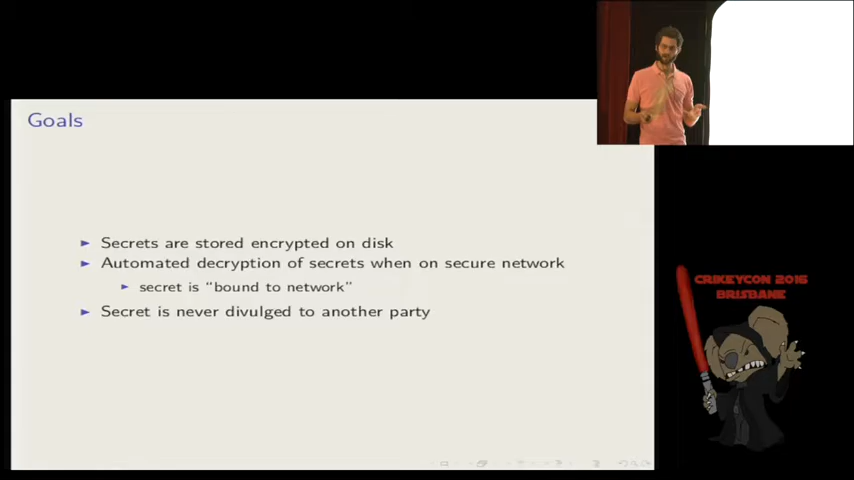 Goals
Secrets are stored encrypted on disk
Automated decryption of secrets when on secure network
secret is “bound to network”
Secret is never divulged to another party
CRIKEYCON 2016
BRISBANE